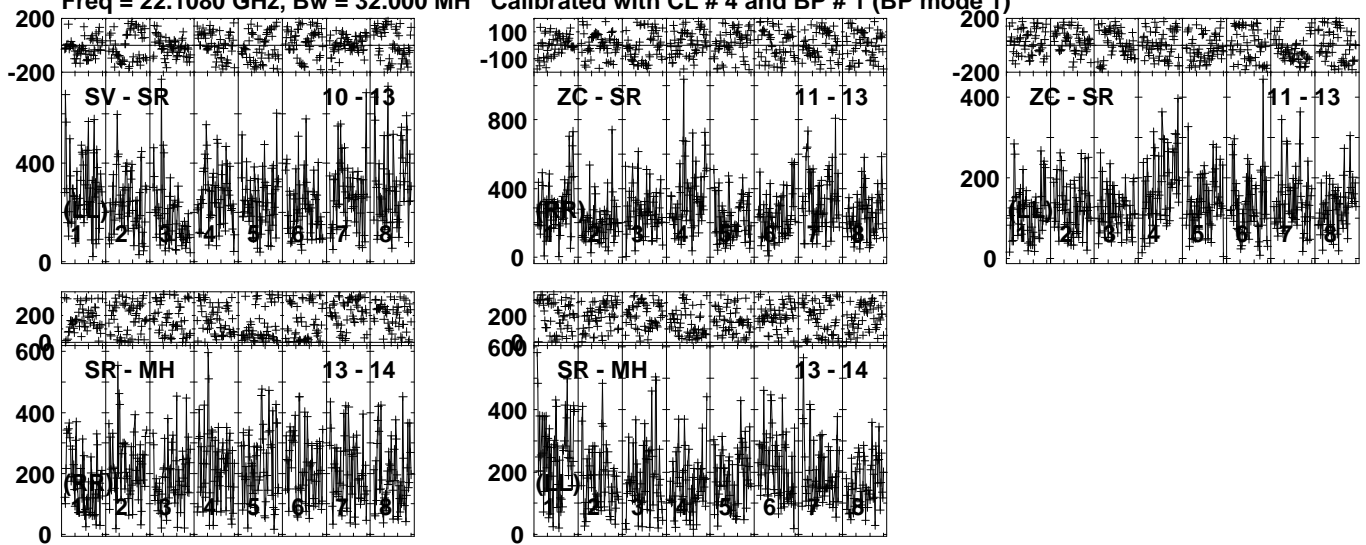 Freq = 22.1080 GHz, Bw = 32.000 MH Calibrated with CL # 4 and BP # 1 (BP mode 1)
200
-200
SV - SR 10 - 13
400
(LL)
1 2 3 4 5 6 7 8
0
100
-100
ZC - SR 11 - 13
800
400
(RR)
1 2 3 4 5 6 7 8
0
200
-200
400
ZC - SR 11 - 13
200
(LL)
1 2 3 4 5 6 7 8
0
200
0
600
SR - MH 13 - 14
400
200
(RR)
1 2 3 4 5 6 7 8
0
200
0
600
SR - MH 13 - 14
400
200
(LL)
1 2 3 4 5 6 7 8
0